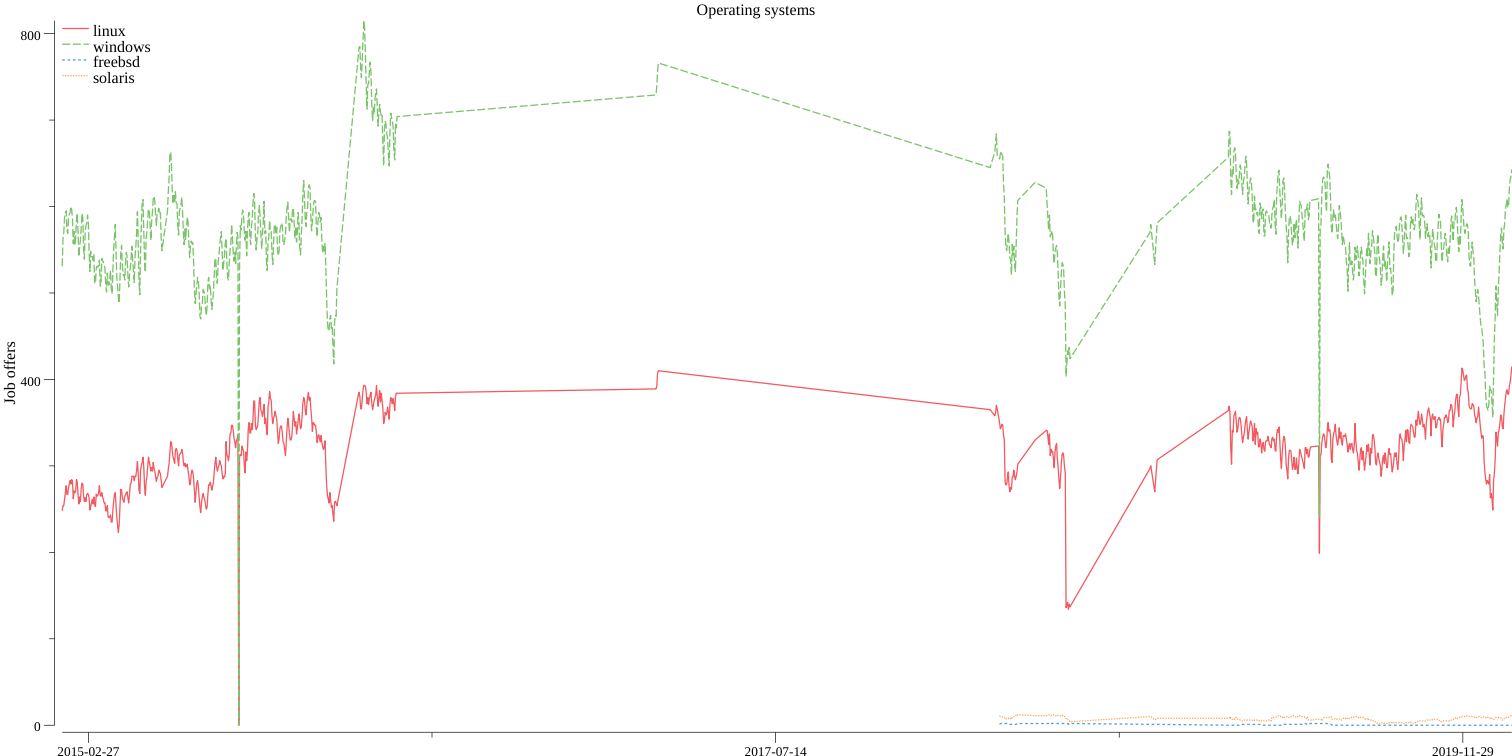 Operating systems
800
linux
windows
freebsd
solaris
Job offers
400
0
2015-02-27
2017-07-14
2019-11-29